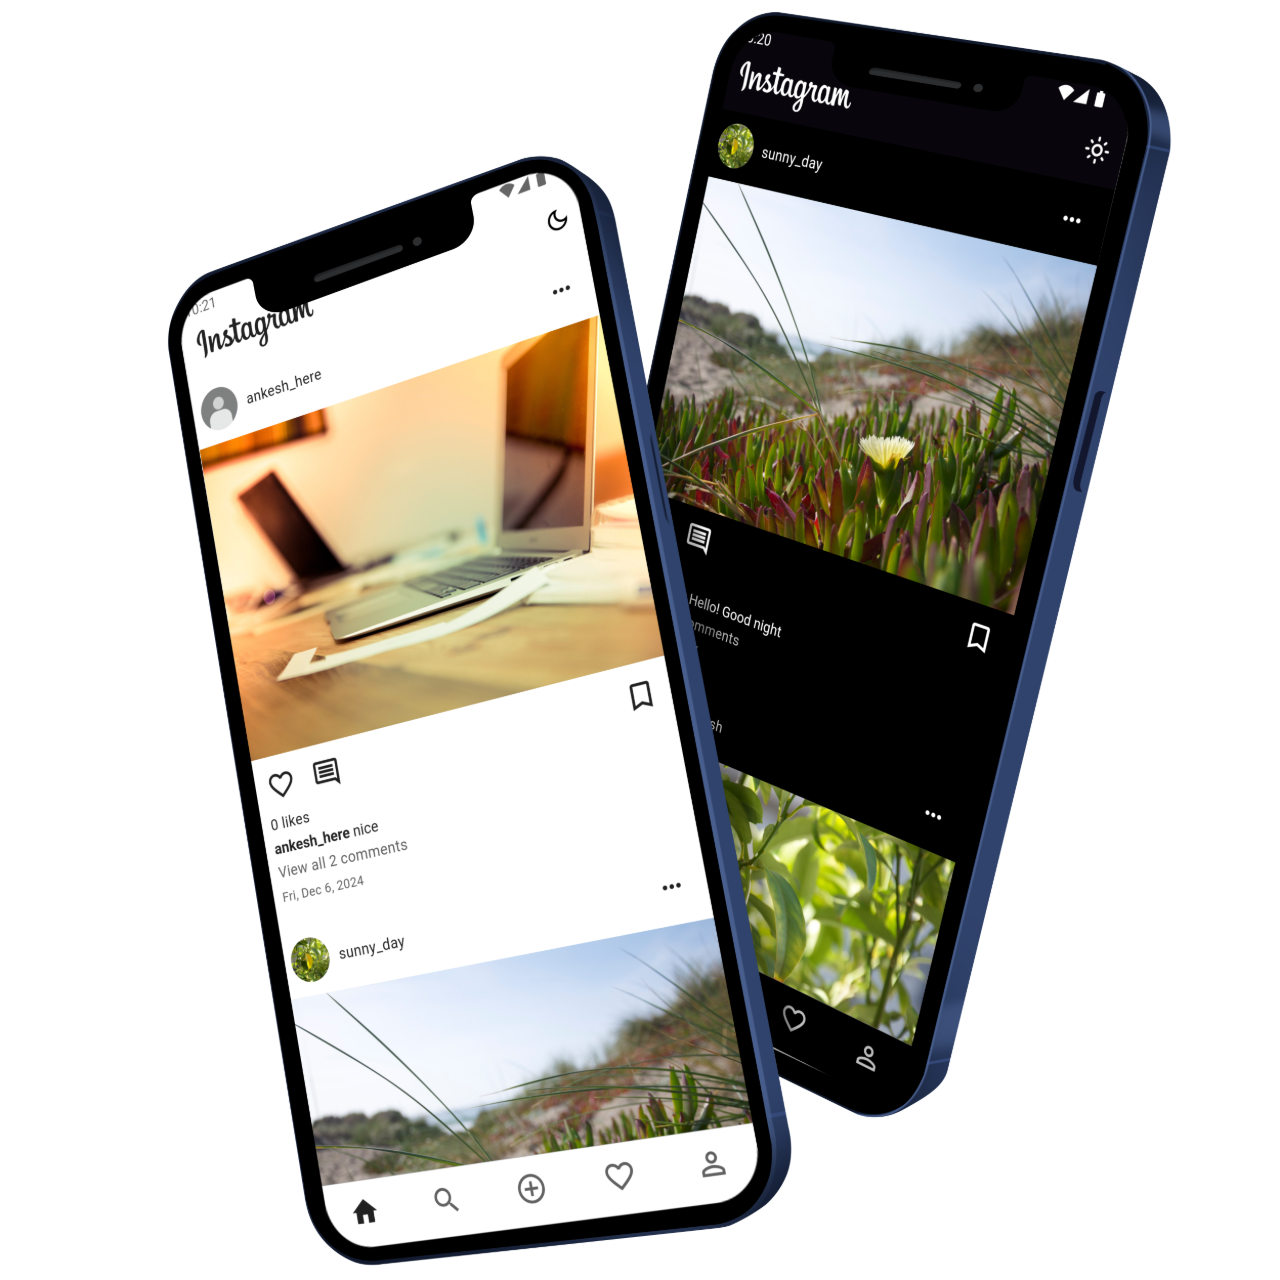 0:21
Instagram
ankesh_here
0 likes
ankesh_here nice
View all 2 comments
Fri, Dec 6, 2024
sunny_day
:20
Instagram
sunny_day
Hello! Good night
omments
sh